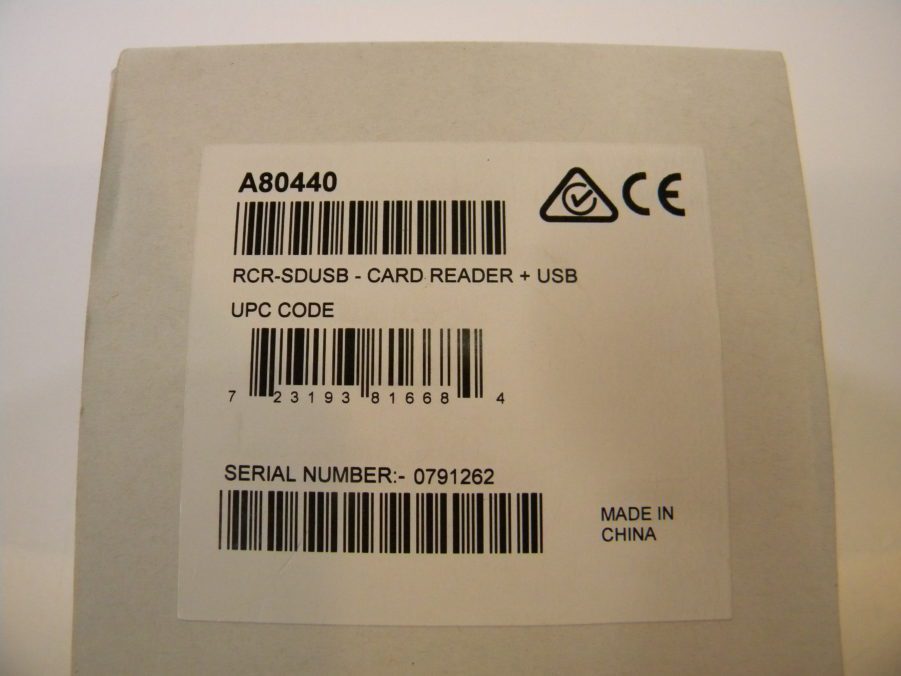 A80440
CE
RCR-SDUSB - CARD READER + USB
UPC CODE
7 23193 81668 4
SERIAL NUMBER:- 0791262
MADE IN
CHINA